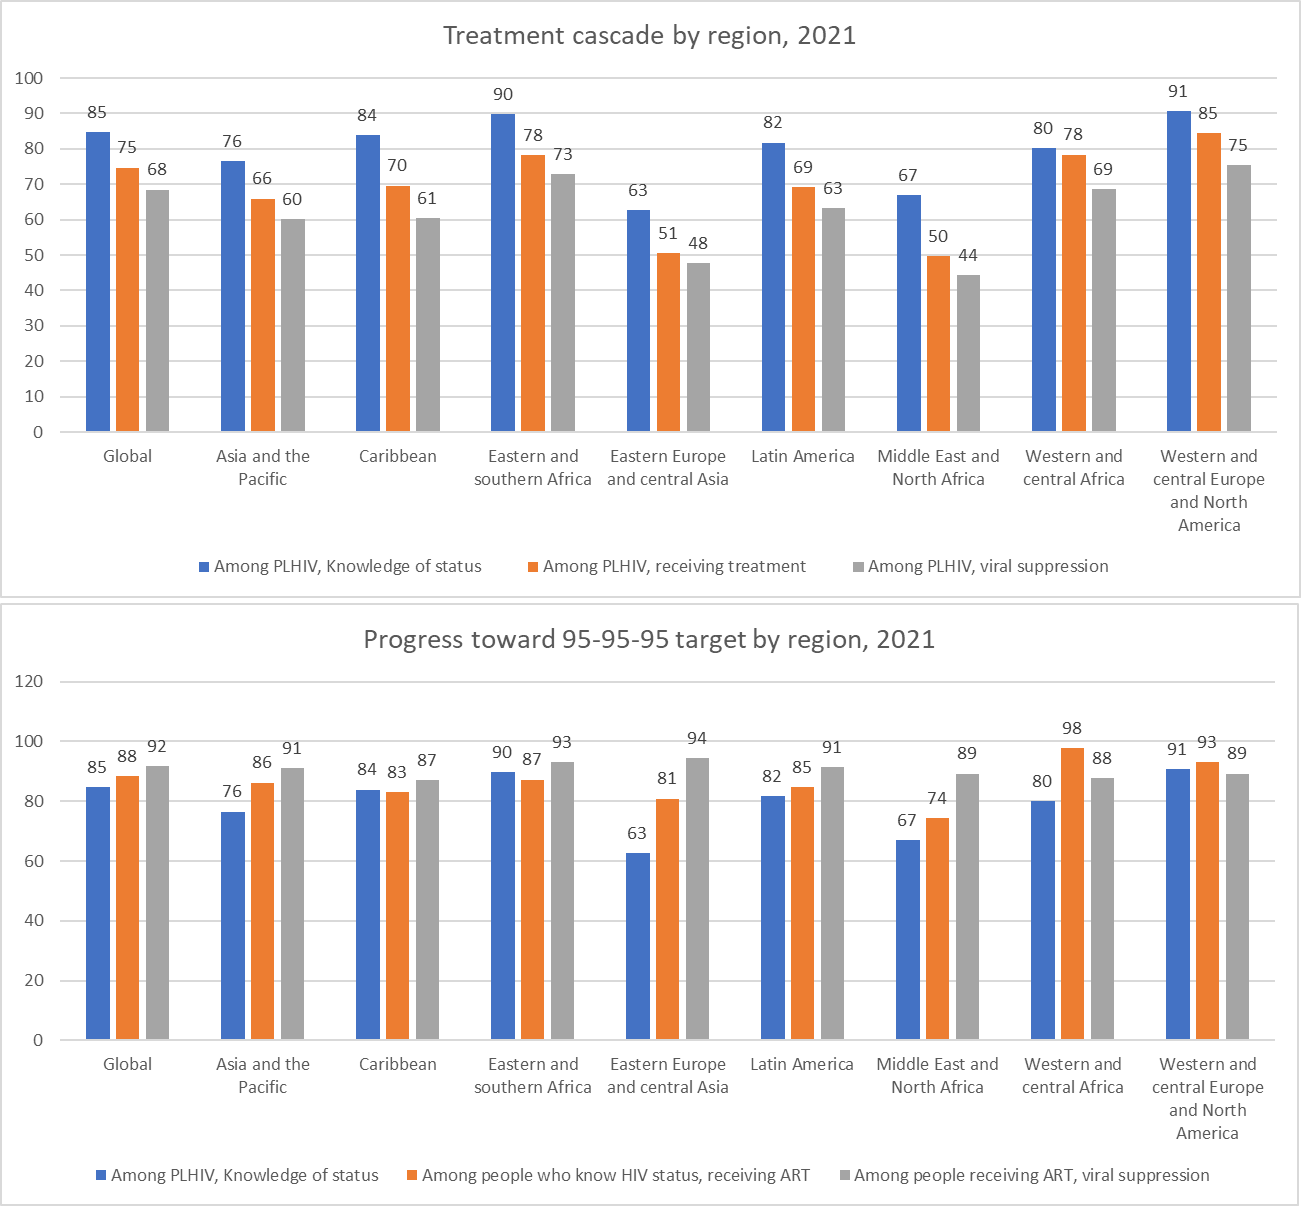 Treatment cascade by region, 2021
100
90
80
70
60
50
40
30
20
10
0
85 75 68
76 66 60
84 70 61
90 78 73
63 51 48
82 69 63
67 50 44
80 78 69
91 85 75
Global
Asia and the
Pacific
Caribbean
Eastern and
southern Africa
Eastern Europe
and central Asia
Latin America
Middle East and
North Africa
Western and
central Africa
Western and
central Europe
and North
America
Among PLHIV, Knowledge of status
Among PLHIV, receiving treatment
Among PLHIV, viral suppression
Progress toward 95-95-95 target by region, 2021
120
100
80
60
40
20
0
85 88 92
76 86 91
84 83 87
90 87 93
63 81 94
82 85 91
67 74 89
80 98 88
91 93 89
Global
Asia and the
Pacific
Caribbean
Eastern and
southern Africa
Eastern Europe
and central Asia
Latin America
Middle East and
North Africa
Western and
central Africa
Western and
central Europe
and North
America
Among PLHIV, Knowledge of status
Among people who know HIV status, receiving ART
Among people receiving ART, viral suppression